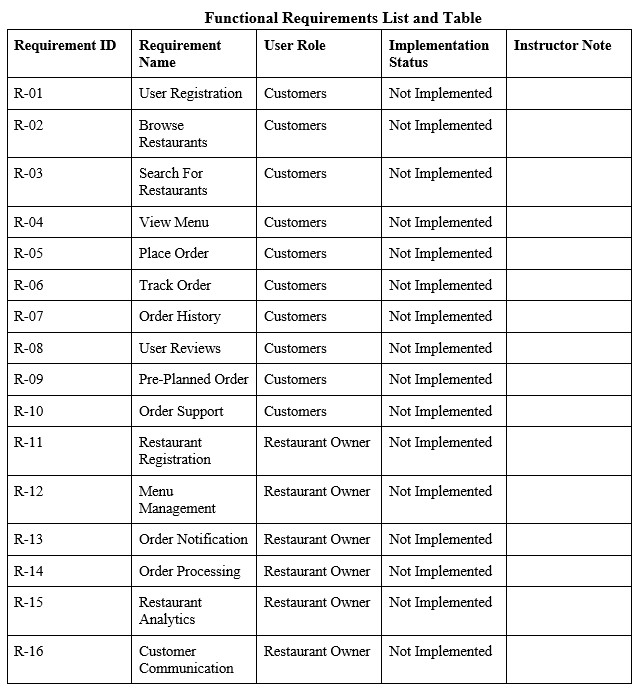 Functional Requirements List and Table
Requirement ID Requirement Name User Role Implementation Status Instructor Note
R-01 User Registration Customers Not Implemented
R-02 Browse Restaurants Customers Not Implemented
R-03 Search For Restaurants Customers Not Implemented
R-04 View Menu Customers Not Implemented
R-05 Place Order Customers Not Implemented
R-06 Track Order Customers Not Implemented
R-07 Order History Customers Not Implemented
R-08 User Reviews Customers Not Implemented
R-09 Pre-Planned Order Customers Not Implemented
R-10 Order Support Customers Not Implemented
R-11 Restaurant Registration Restaurant Owner Not Implemented
R-12 Menu Management Restaurant Owner Not Implemented
R-13 Order Notification Restaurant Owner Not Implemented
R-14 Order Processing Restaurant Owner Not Implemented
R-15 Restaurant Analytics Restaurant Owner Not Implemented
R-16 Customer Communication Restaurant Owner Not Implemented